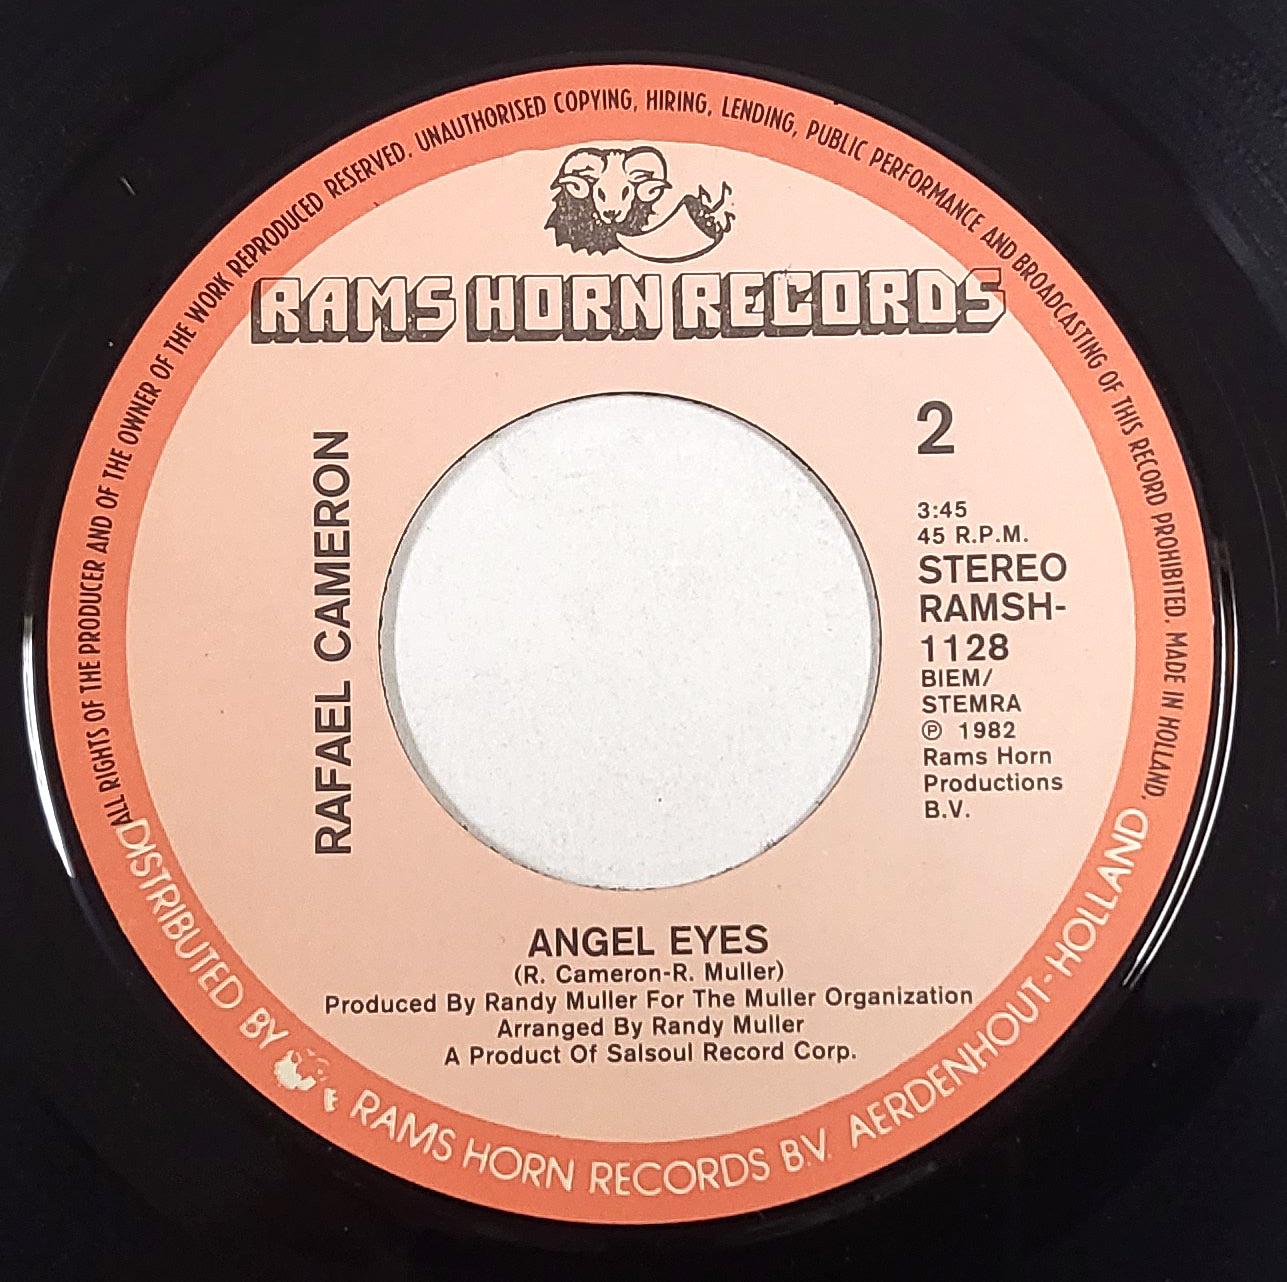 ALL RIGHTS OF THE PRODUCER AND OF THE OWNER OF THE WORK REPRODUCED RESERVED. UNAUTHORISED COPYING, HIRING, LENDING, PUBLIC PERFORMANCE AND BROADCASTING OF THIS RECORD PROHIBITED. MADE IN HOLLAND.
RAMS HORN RECORDS
RAFAEL CAMERON
2
3:45
45 R.P.M.
STEREO
RAMSH-
1128
BIEM/
STEMRA
℗ 1982
Rams Horn
Productions
B.V.
ANGEL EYES
(R. Cameron-R. Muller)
Produced By Randy Muller For The Muller Organization
Arranged By Randy Muller
A Product Of Salsoul Record Corp.
DISTRIBUTED BY RAMS HORN RECORDS B.V. AERDENHOUT-HOLLAND